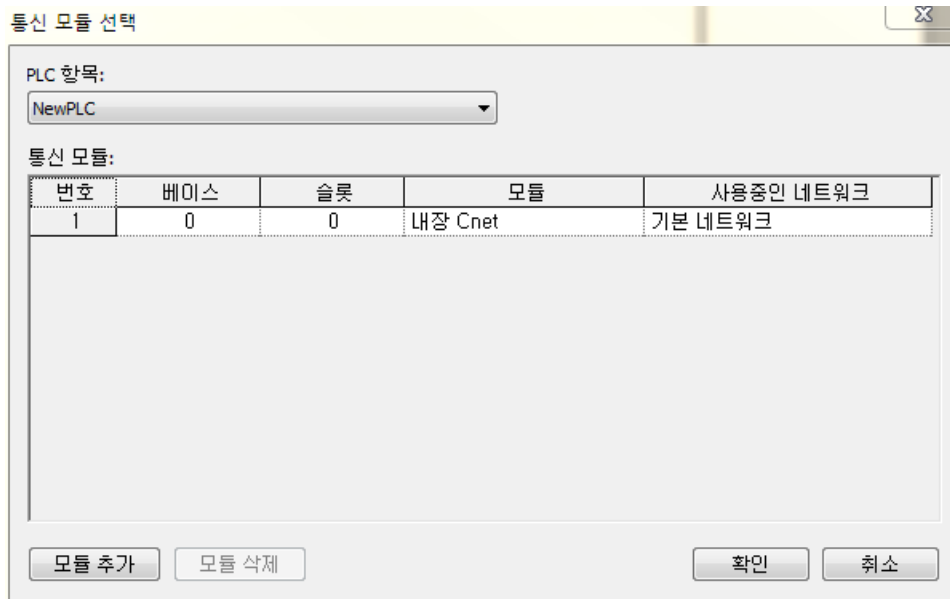 통신 모듈 선택
PLC 항목:
NewPLC
통신 모듈:
번호 베이스 슬롯 모듈 사용중인 네트워크
1 0 0 내장 Cnet 기본 네트워크
모듈 추가 모듈 삭제 확인 취소